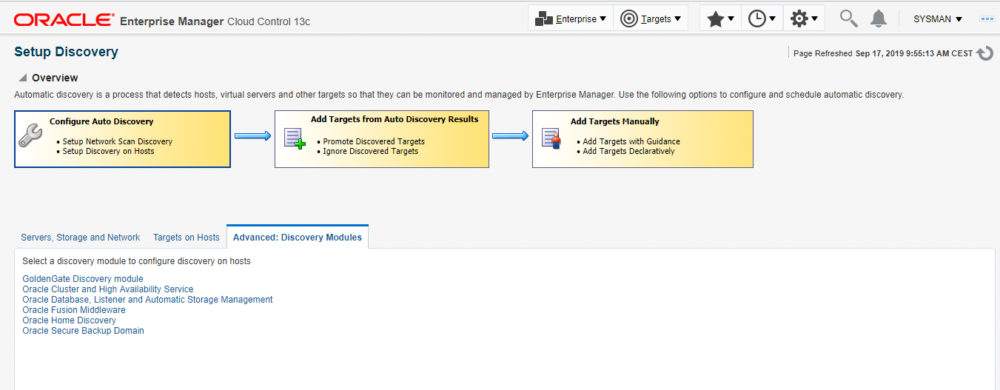 ORACLE Enterprise Manager Cloud Control 13c
Enterprise
Targets
SYSMAN
Setup Discovery
Page Refreshed Sep 17, 2019 9:55:13 AM CEST
Overview
Automatic discovery is a process that detects hosts, virtual servers and other targets so that they can be monitored and managed by Enterprise Manager. Use the following options to configure and schedule automatic discovery.
Configure Auto Discovery
• Setup Network Scan Discovery
• Setup Discovery on Hosts
Add Targets from Auto Discovery Results
• Promote Discovered Targets
• Ignore Discovered Targets
Add Targets Manually
• Add Targets with Guidance
• Add Targets Declaratively
Servers, Storage and Network
Targets on Hosts
Advanced: Discovery Modules
Select a discovery module to configure discovery on hosts
GoldenGate Discovery module
Oracle Cluster and High Availability Service
Oracle Database, Listener and Automatic Storage Management
Oracle Fusion Middleware
Oracle Home Discovery
Oracle Secure Backup Domain